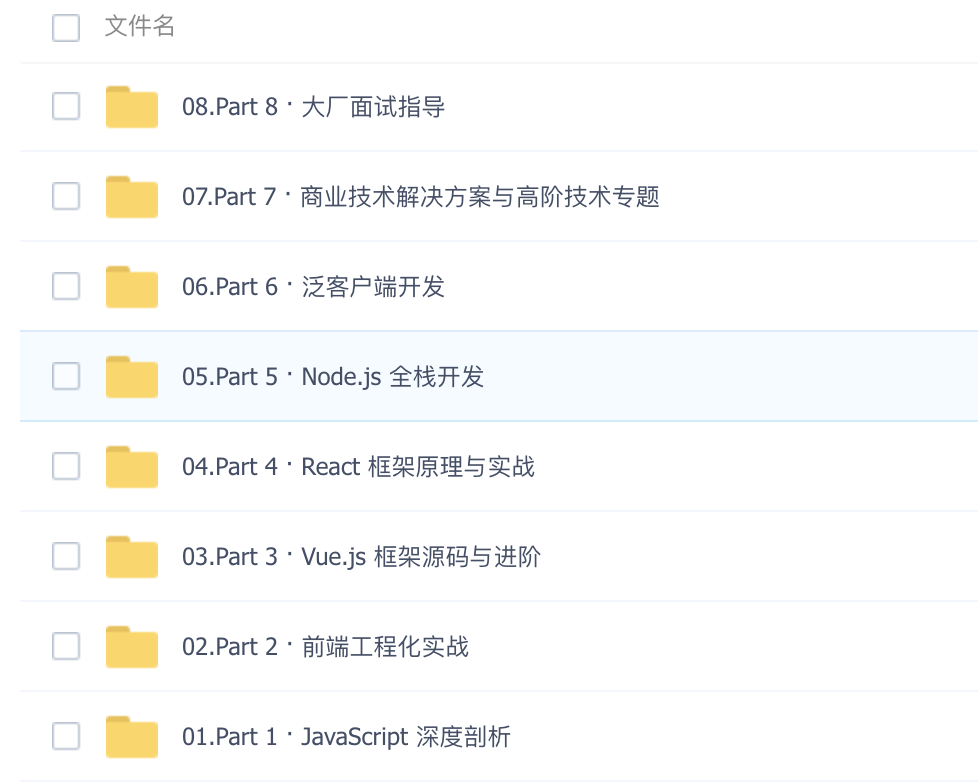 文件名
08.Part 8 · 大厂面试指导
07.Part 7 · 商业技术解决方案与高阶技术专题
06.Part 6 · 泛客户端开发
05.Part 5 · Node.js 全栈开发
04.Part 4 · React 框架原理与实战
03.Part 3 · Vue.js 框架源码与进阶
02.Part 2 · 前端工程化实战
01.Part 1 · JavaScript 深度剖析